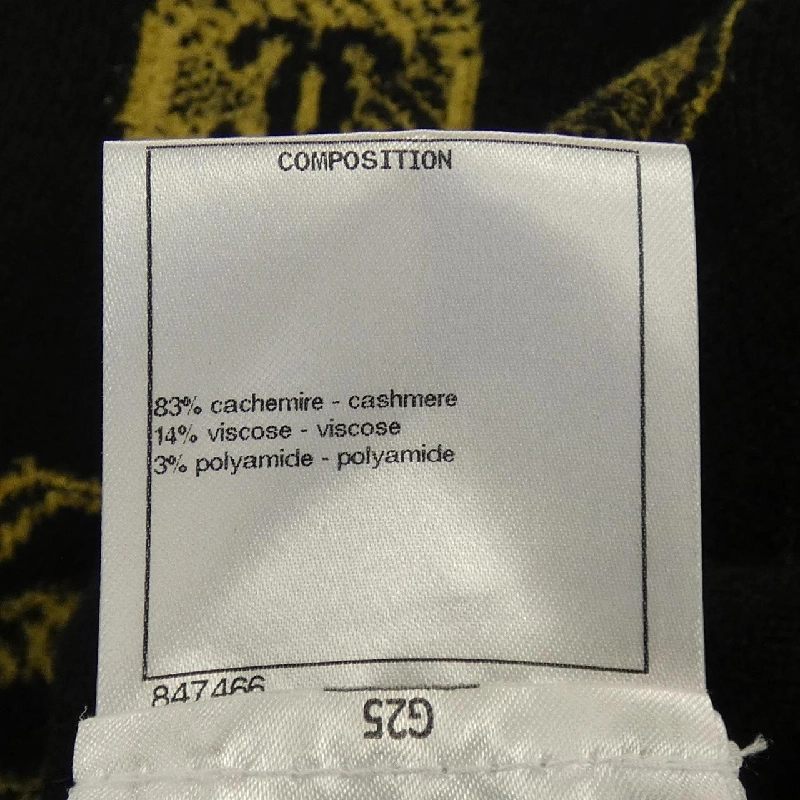 COMPOSITION
83% cachemire - cashmere
14% viscose - viscose
3% polyamide - polyamide
847466
G25